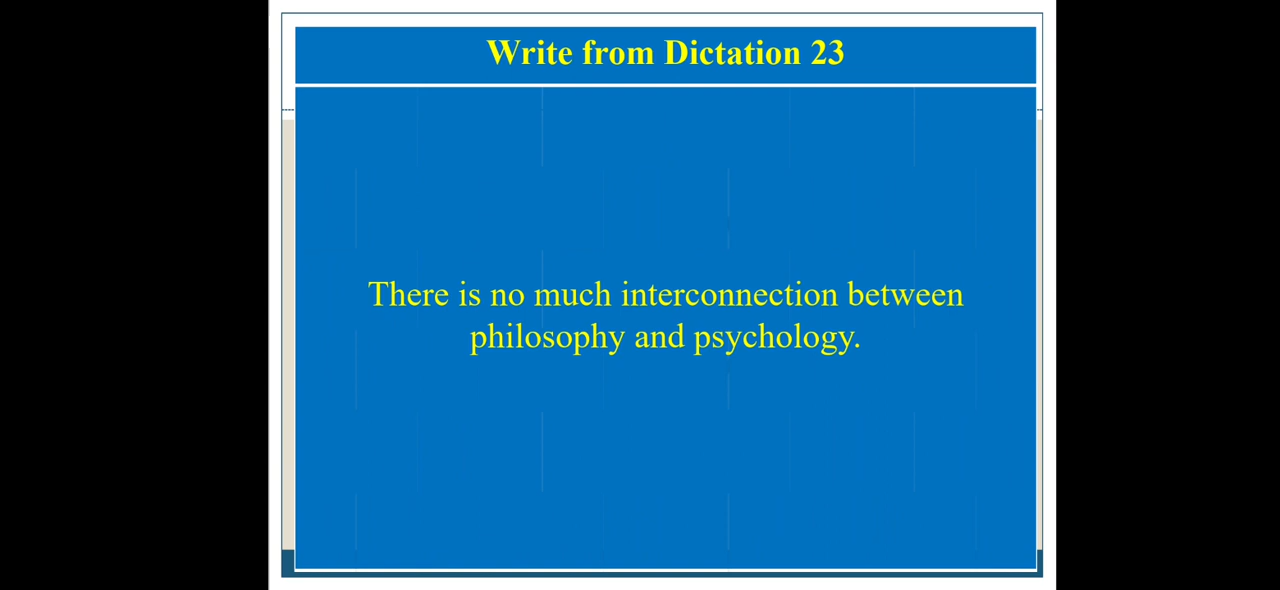 Write from Dictation 23
There is no much interconnection between
philosophy and psychology.